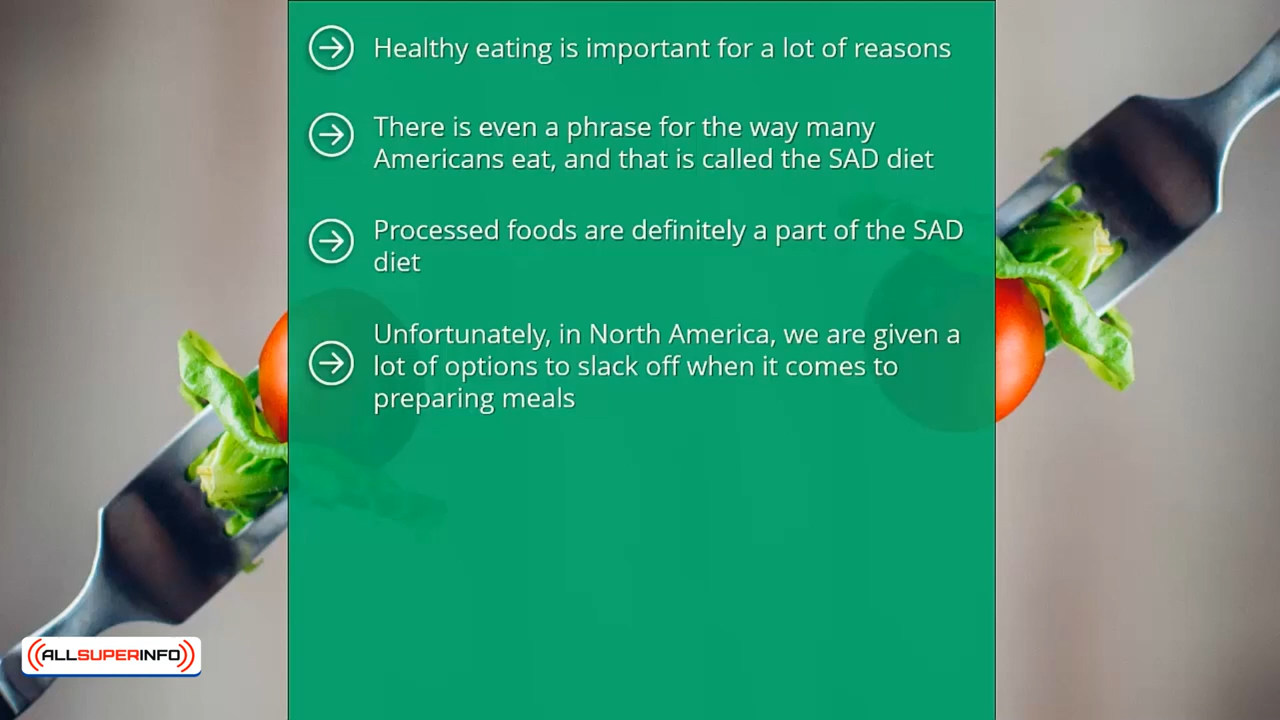 Healthy eating is important for a lot of reasons
There is even a phrase for the way many
Americans eat, and that is called the SAD diet
Processed foods are definitely a part of the SAD
diet
Unfortunately, in North America, we are given a
lot of options to slack off when it comes to
preparing meals
ALLSUPERINFO